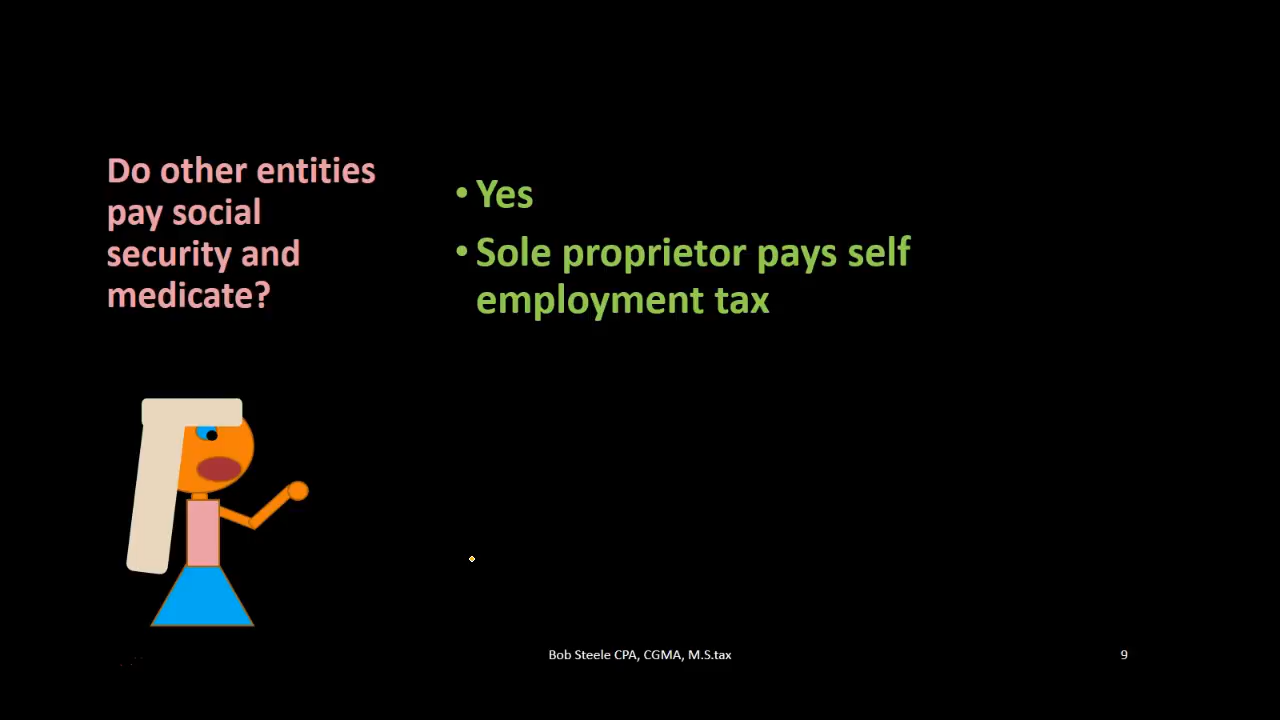 Do other entities
pay social
security and
medicate?
• Yes
• Sole proprietor pays self
employment tax
Bob Steele CPA, CGMA, M.S.tax
9